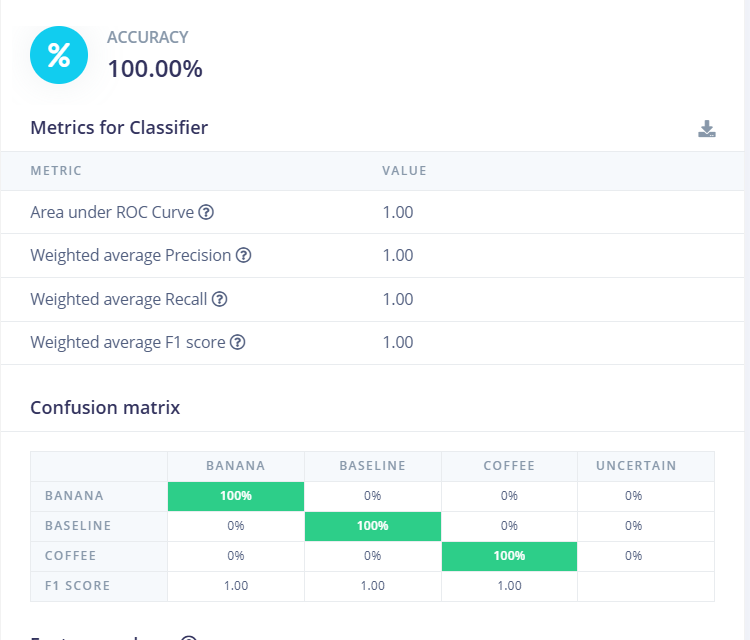 %
ACCURACY
100.00%
Metrics for Classifier
METRIC VALUE
Area under ROC Curve ? 1.00
Weighted average Precision ? 1.00
Weighted average Recall ? 1.00
Weighted average F1 score ? 1.00
Confusion matrix
BANANA BASELINE COFFEE UNCERTAIN
BANANA 100% 0% 0% 0%
BASELINE 0% 100% 0% 0%
COFFEE 0% 0% 100% 0%
F1 SCORE 1.00 1.00 1.00